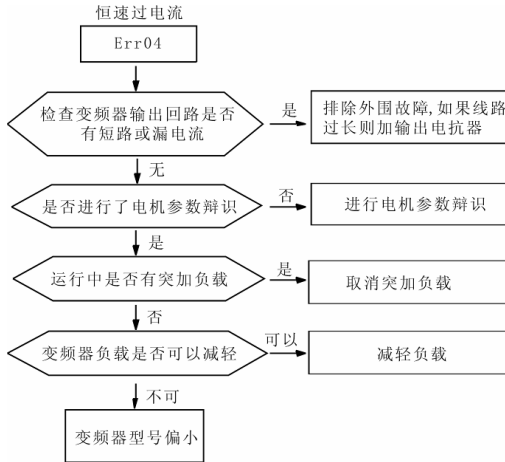 恒速过电流
Err04
检查变频器输出回路是否
有短路或漏电流
是
排除外围故障,如果线路
过长则加输出电抗器
无
是否进行了电机参数辩识
否
进行电机参数辩识
是
运行中是否有突加负载
是
取消突加负载
否
变频器负载是否可以减轻
可以
减轻负载
不可
变频器型号偏小